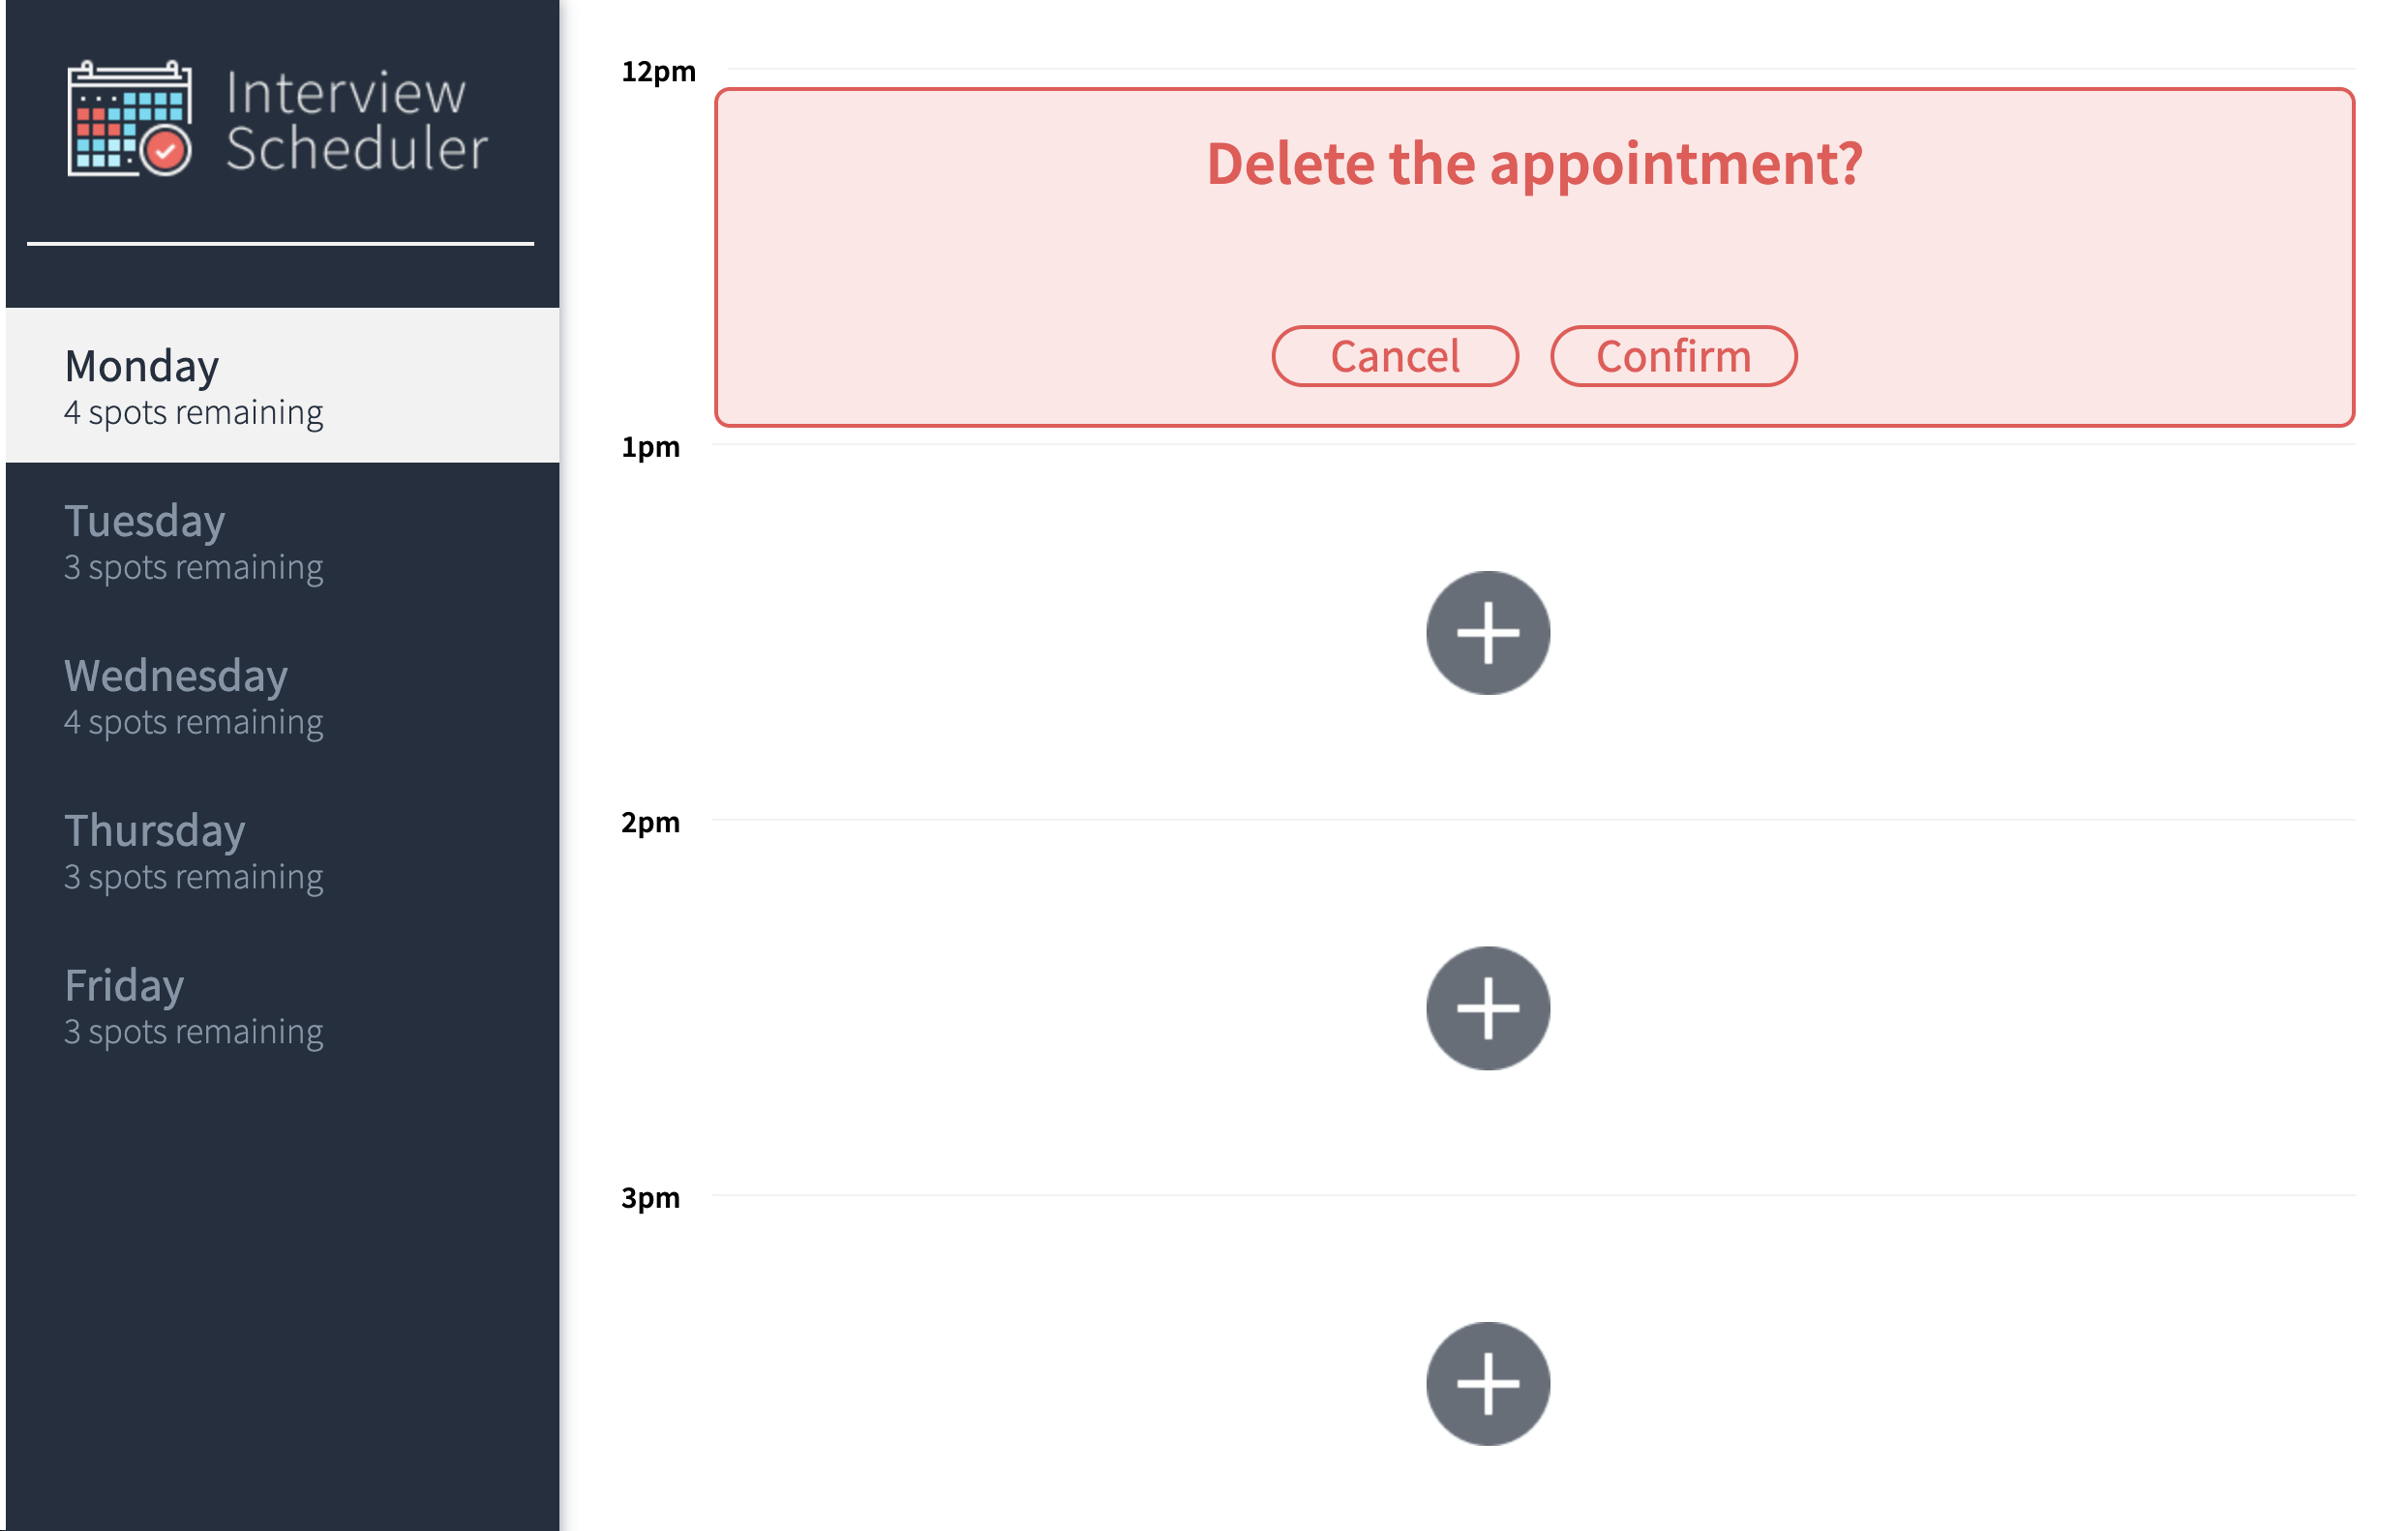 Interview
Scheduler
Monday
4 spots remaining
Tuesday
3 spots remaining
Wednesday
4 spots remaining
Thursday
3 spots remaining
Friday
3 spots remaining
12pm
Delete the appointment?
Cancel Confirm
1pm
2pm
3pm